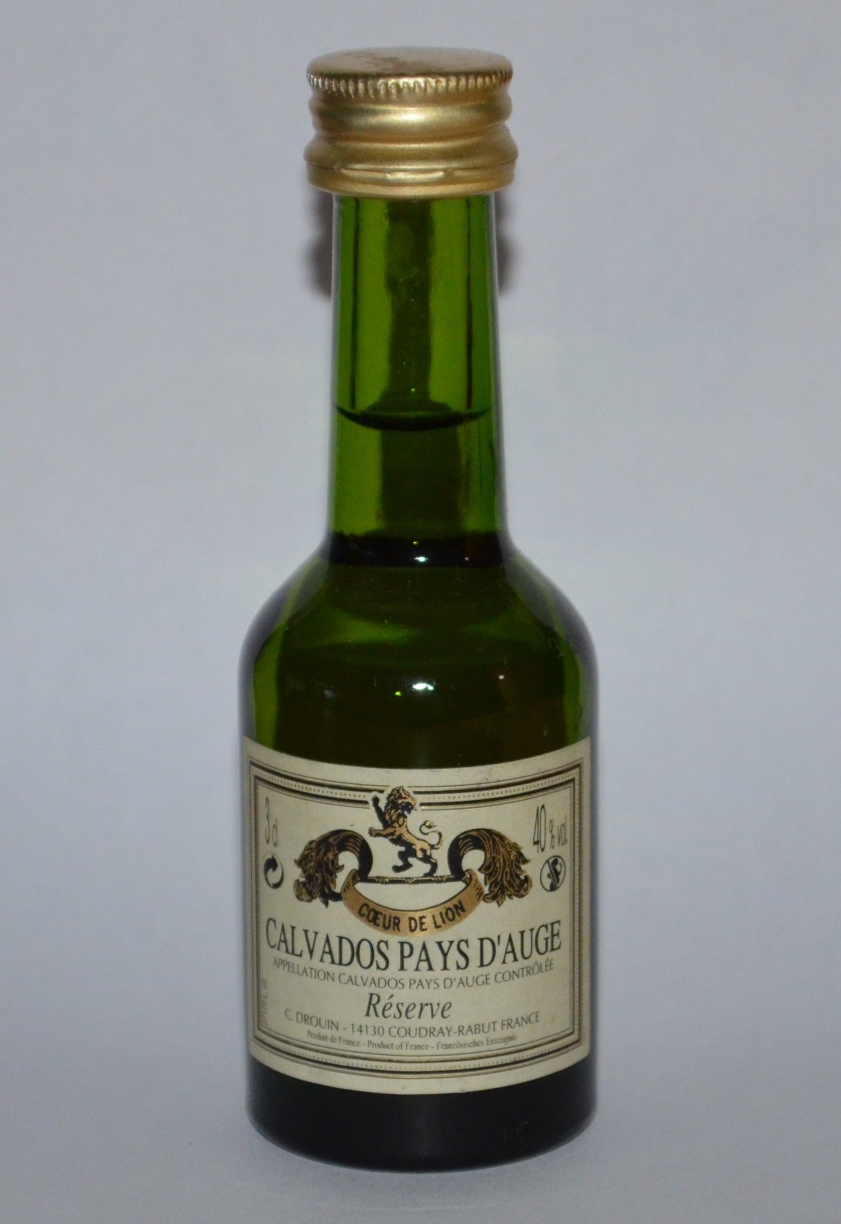 3 cl
40 % vol.
CŒUR DE LION
CALVADOS PAYS D'AUGE
APPELLATION CALVADOS PAYS D'AUGE CONTRÔLÉE
Réserve
C. DROUIN - 14130 COUDRAY-RABUT FRANCE
Produit de France - Product of France - Französisches Erzeugnis